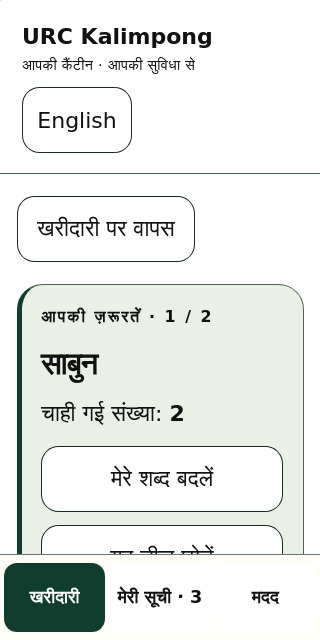 URC Kalimpong
आपकी कैंटीन · आपकी सुविधा से
English
खरीदारी पर वापस
आपकी ज़रूरतें · 1 / 2
साबुन
चाही गई संख्या: 2
मेरे शब्द बदलें
खरीदारी
मेरी सूची · 3
मदद